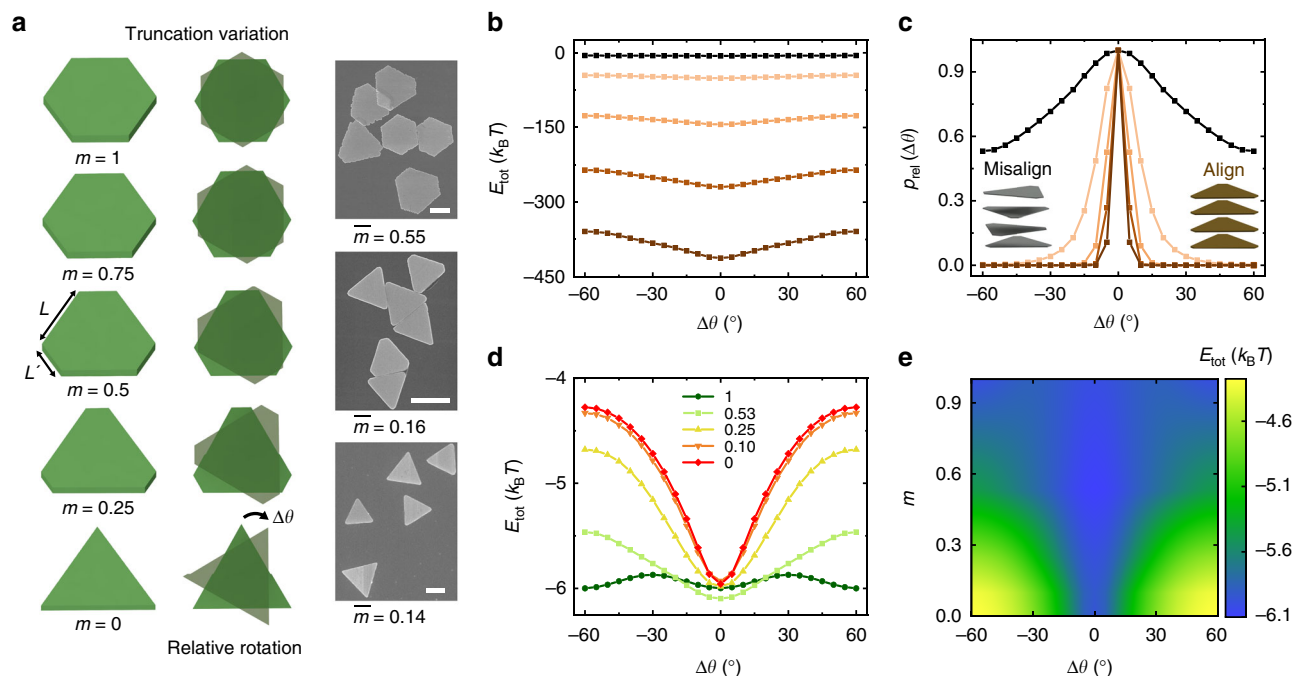 a
Truncation variation
m = 1
m = 0.75
L
L′
m = 0.5
m = 0.25
Δθ
m = 0
Relative rotation
m = 0.55
m = 0.16
m = 0.14
b
0
−150
−300
−450
E_tot (k_BT)
−60 −30 0 30 60
Δθ (°)
c
0.9
0.6
0.3
0.0
p_rel (Δθ)
Misalign
Align
−60 −30 0 30 60
Δθ (°)
d
−4
−5
−6
E_tot (k_BT)
1
0.53
0.25
0.10
0
−60 −30 0 30 60
Δθ (°)
e
E_tot (k_BT)
0.9
0.6
0.3
0.0
m
−60 −30 0 30 60
Δθ (°)
−4.6
−5.1
−5.6
−6.1